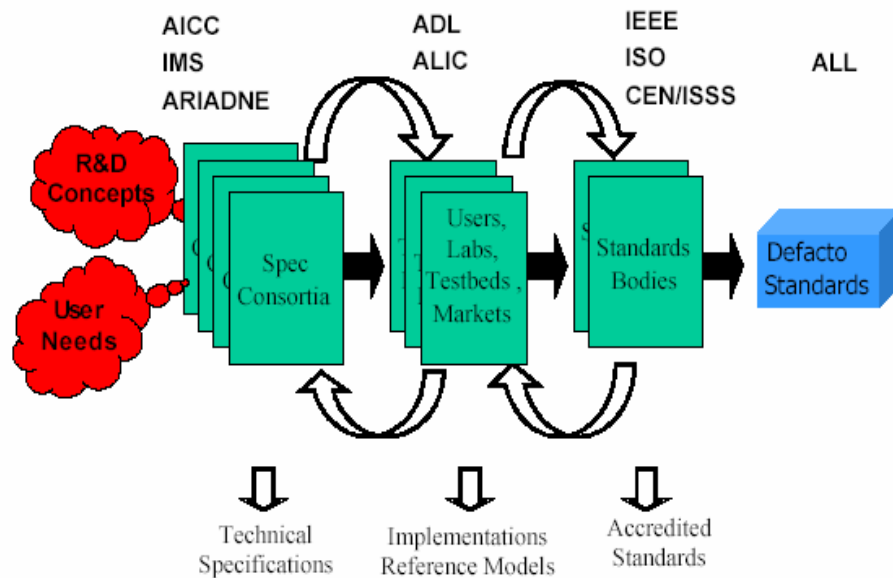 AICC
IMS
ARIADNE
ADL
ALIC
IEEE
ISO
CEN/ISSS
ALL
R&D
Concepts
User
Needs
Spec
Consortia
Users,
Labs,
Testbeds ,
Markets
Standards
Bodies
Defacto
Standards
Technical
Specifications
Implementations
Reference Models
Accredited
Standards